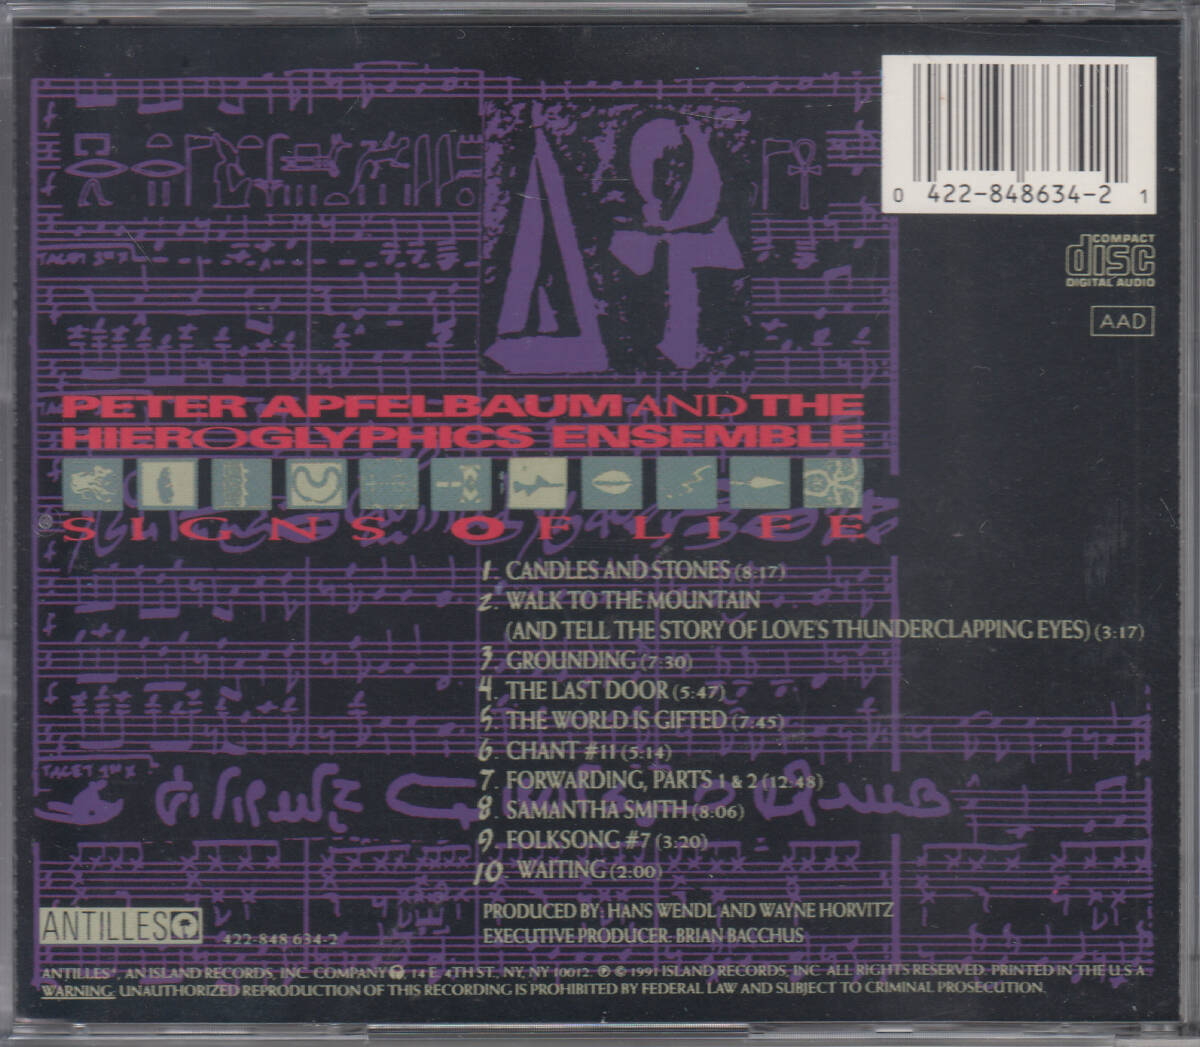 0 422-848634-2 1
COMPACT
disc
DIGITAL AUDIO
AAD
TACET 3RD X
PETER APFELBAUM AND THE
HIEROGLYPHICS ENSEMBLE
SIGNS OF LIFE
1. CANDLES AND STONES (8:17)
2. WALK TO THE MOUNTAIN
(AND TELL THE STORY OF LOVE'S THUNDERCLAPPING EYES) (3:17)
3. GROUNDING (7:30)
4. THE LAST DOOR (5:47)
5. THE WORLD IS GIFTED (7:45)
6. CHANT #11 (5:14)
7. FORWARDING, PARTS 1 & 2 (12:48)
8. SAMANTHA SMITH (8:06)
9. FOLKSONG #7 (3:20)
10. WAITING (2:00)
PRODUCED BY: HANS WENDL AND WAYNE HORVITZ
EXECUTIVE PRODUCER: BRIAN BACCHUS
ANTILLES
422-848 634-2
ANTILLES®, AN ISLAND RECORDS, INC. COMPANY, 14 E. 4TH ST., NY, NY 10012. ℗ © 1991 ISLAND RECORDS, INC. ALL RIGHTS RESERVED. PRINTED IN THE U.S.A.
WARNING: UNAUTHORIZED REPRODUCTION OF THIS RECORDING IS PROHIBITED BY FEDERAL LAW AND SUBJECT TO CRIMINAL PROSECUTION.